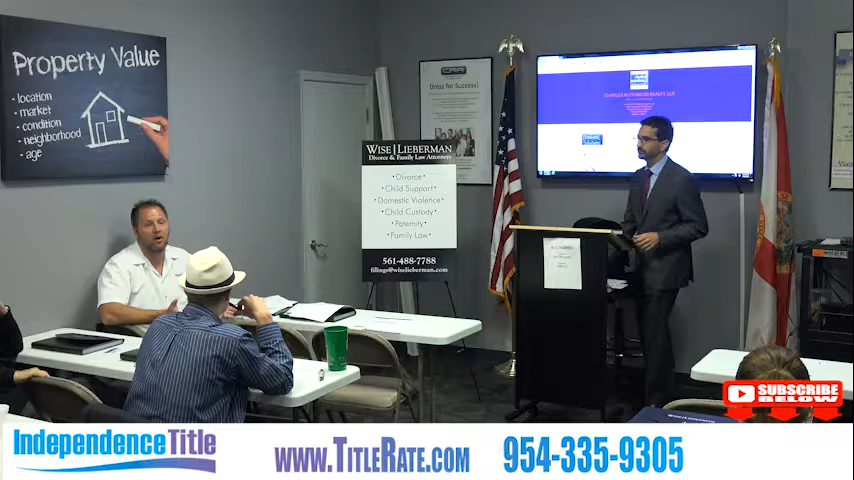 Property Value
- location
- market
- condition
- neighborhood
- age
CRR
Dress for Success!
WISE | LIEBERMAN
Divorce & Family Law Attorneys
• Divorce •
• Child Support •
• Domestic Violence •
• Child Custody •
• Paternity •
• Family Law •
561-488-7788
filings@wiselieberman.com
CHARLES RUTENBERG REALTY, LLC
SUBSCRIBE
BELOW
Independence Title
WWW.TITLERATE.COM
954-335-9305